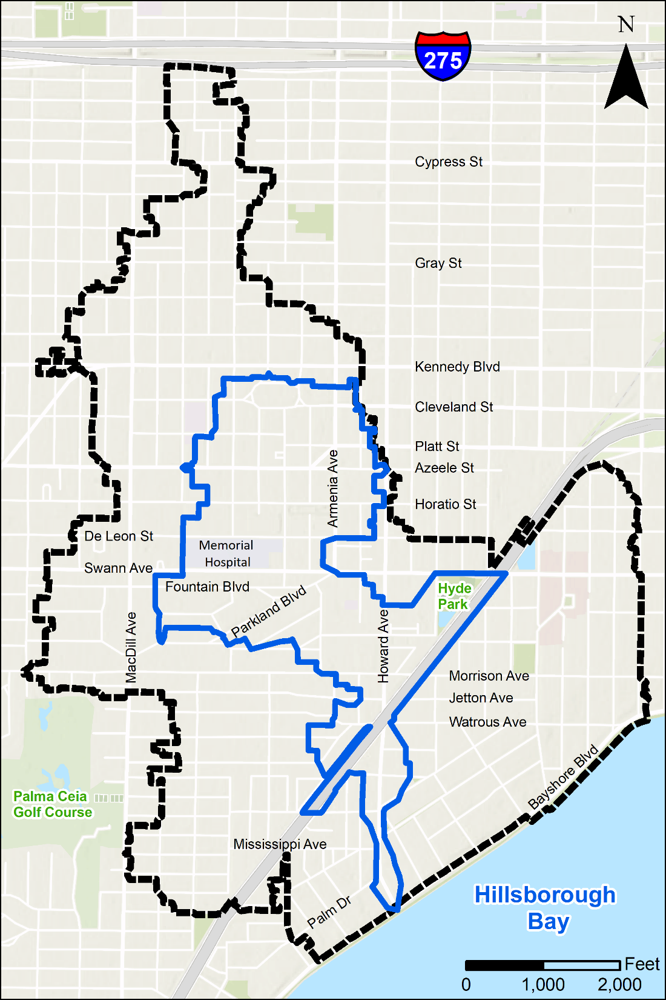 N
275
Cypress St
Gray St
Kennedy Blvd
Cleveland St
Platt St
Azeele St
Armenia Ave
Horatio St
De Leon St
Memorial
Hospital
Swann Ave
Fountain Blvd
Hyde
Park
Parkland Blvd
MacDill Ave
Howard Ave
Morrison Ave
Jetton Ave
Watrous Ave
Bayshore Blvd
Palma Ceia
Golf Course
Mississippi Ave
Palm Dr
Hillsborough
Bay
Feet
0 1,000 2,000